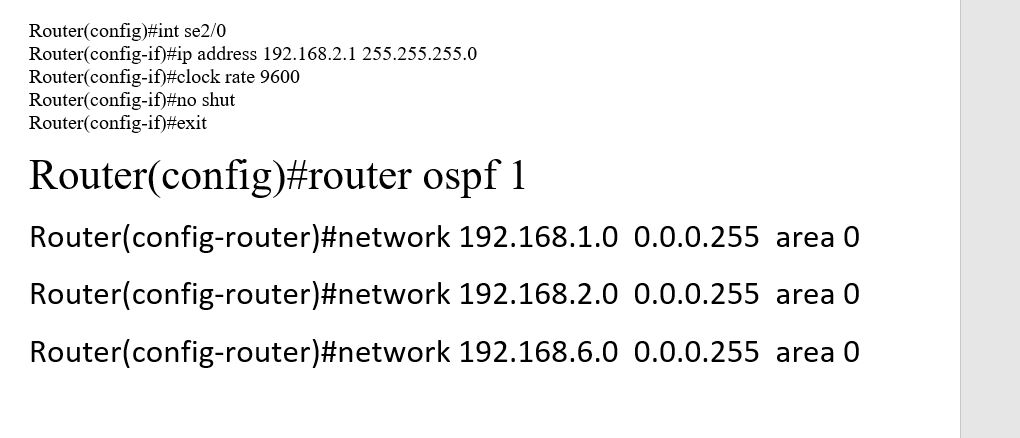 Router(config)#int se2/0
Router(config-if)#ip address 192.168.2.1 255.255.255.0
Router(config-if)#clock rate 9600
Router(config-if)#no shut
Router(config-if)#exit
Router(config)#router ospf 1
Router(config-router)#network 192.168.1.0  0.0.0.255  area 0
Router(config-router)#network 192.168.2.0  0.0.0.255  area 0
Router(config-router)#network 192.168.6.0  0.0.0.255  area 0